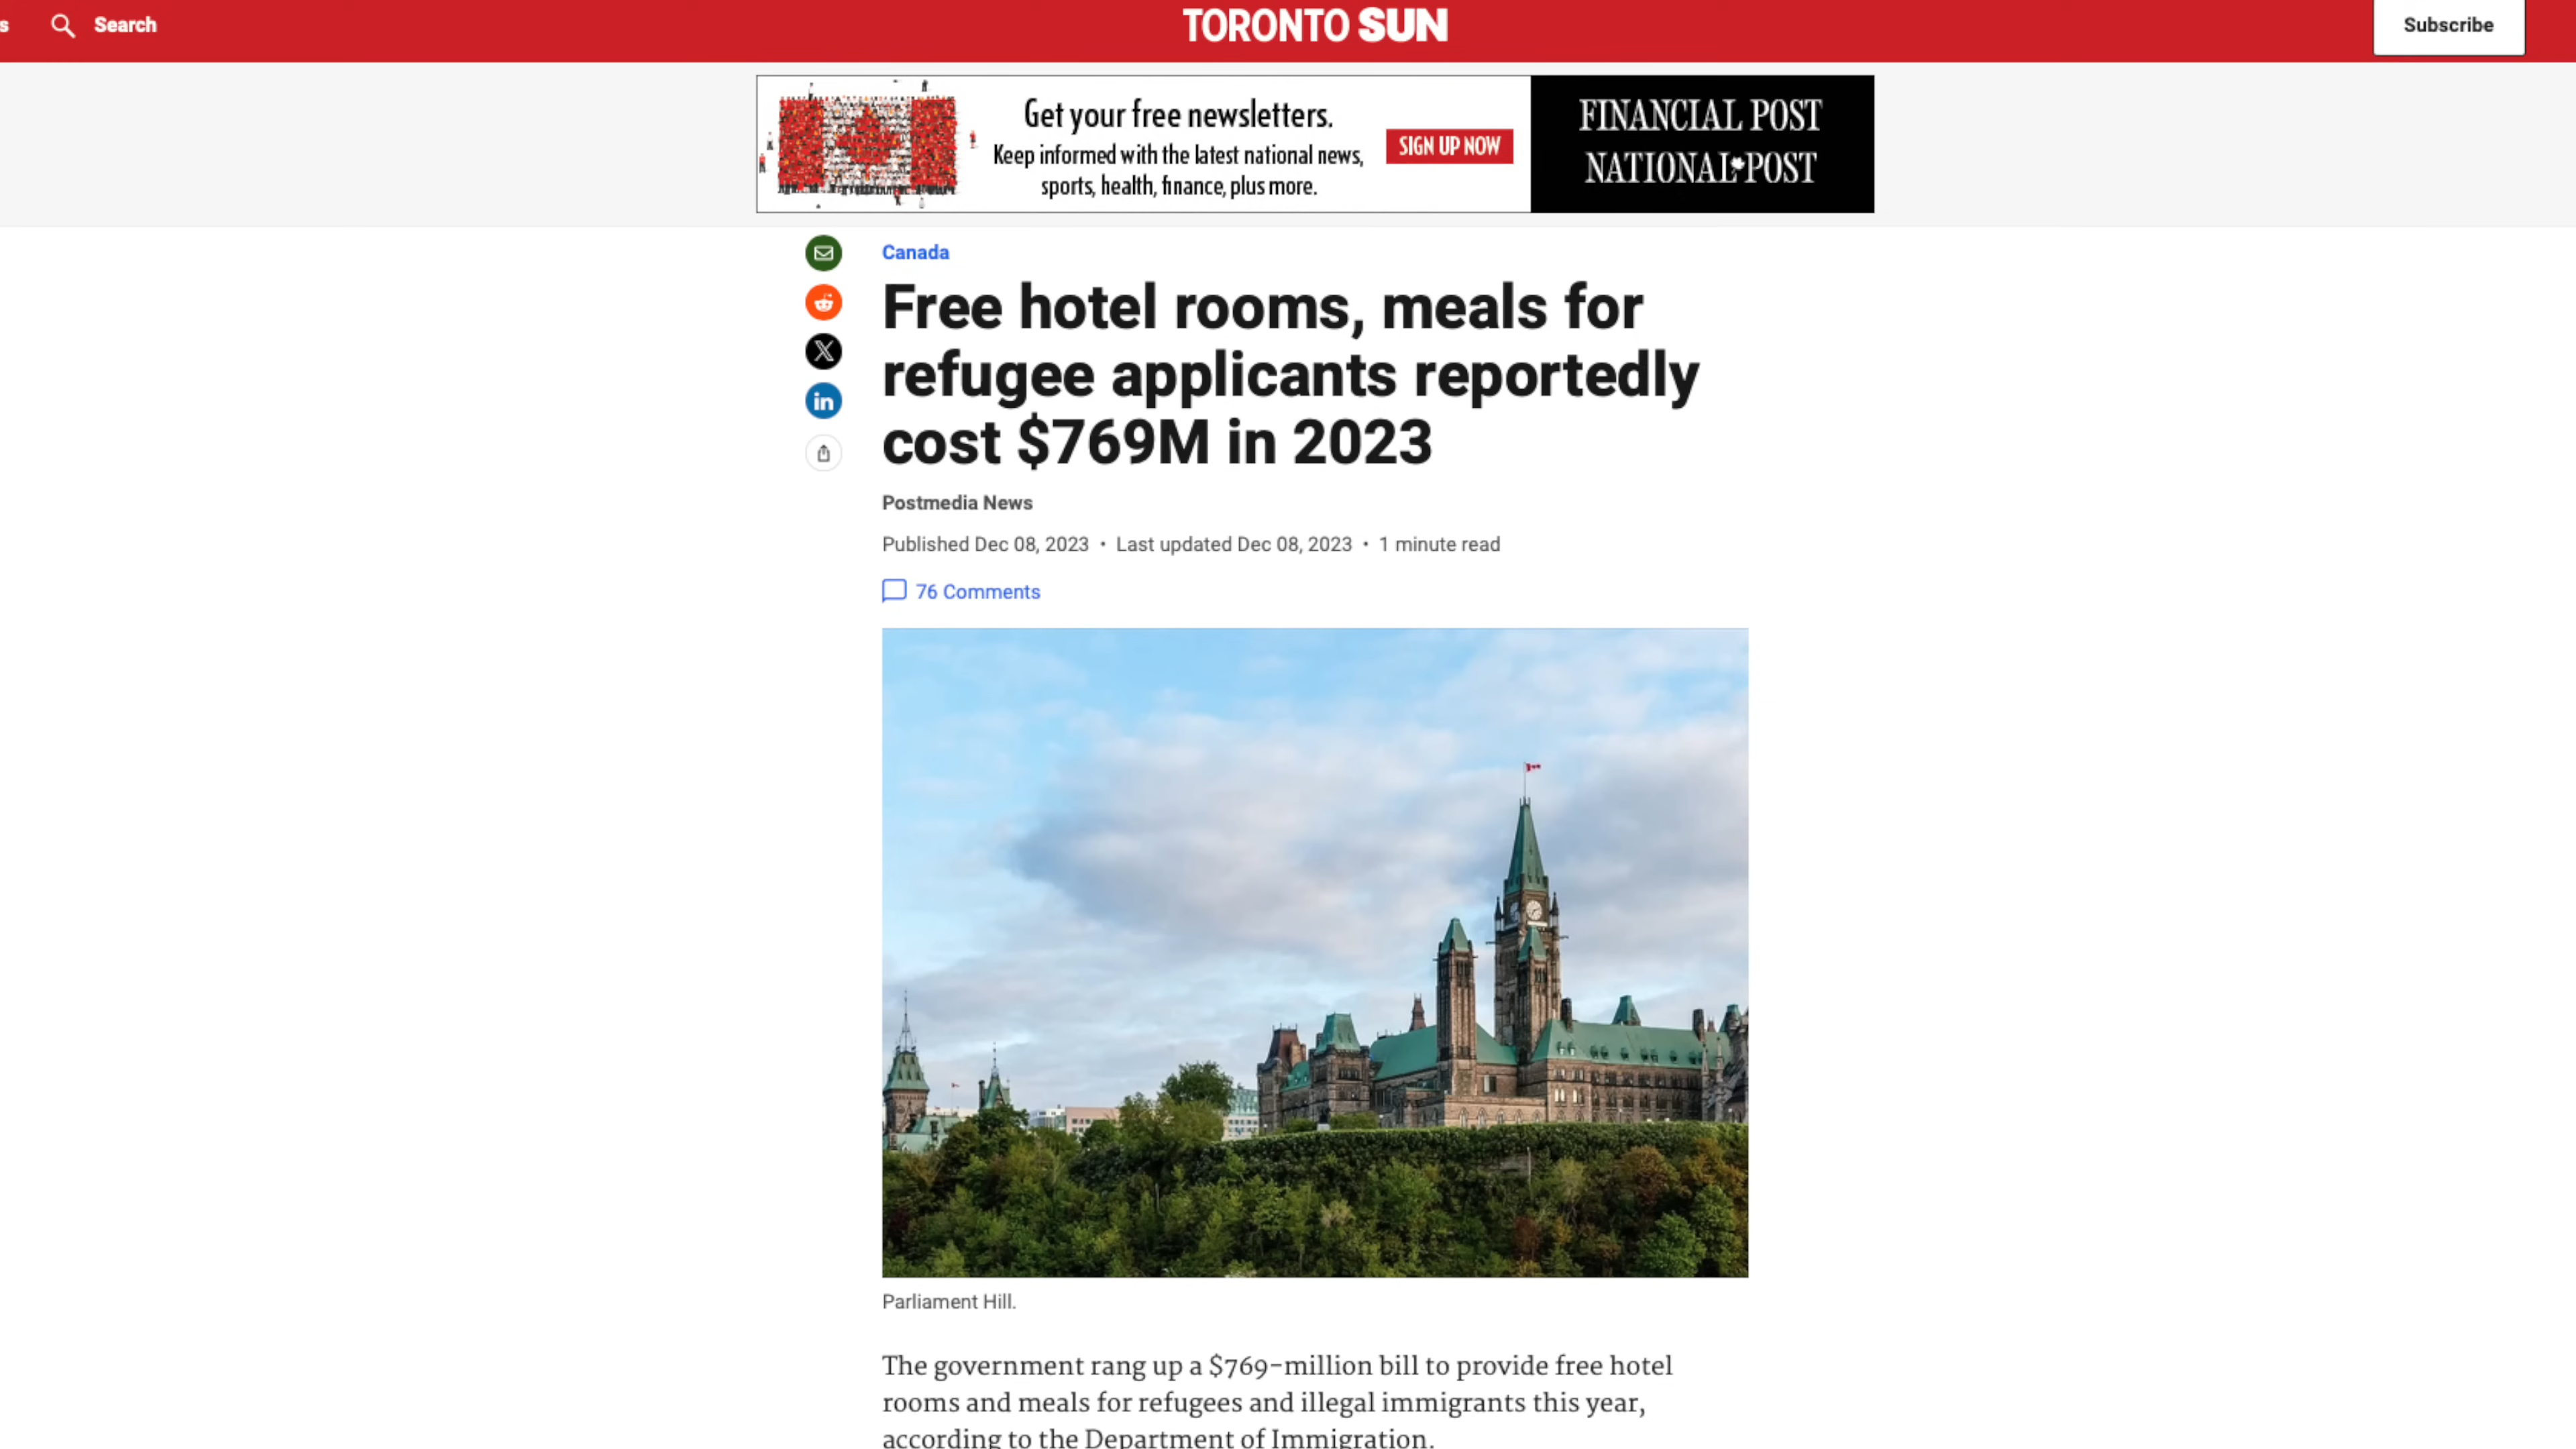 s
Search
TORONTO SUN
Subscribe
Get your free newsletters.
Keep informed with the latest national news,
sports, health, finance, plus more.
SIGN UP NOW
FINANCIAL POST
NATIONAL POST
Canada
Free hotel rooms, meals for
refugee applicants reportedly
cost $769M in 2023
Postmedia News
Published Dec 08, 2023 • Last updated Dec 08, 2023 • 1 minute read
76 Comments
Parliament Hill.
The government rang up a $769-million bill to provide free hotel
rooms and meals for refugees and illegal immigrants this year,
according to the Department of Immigration.